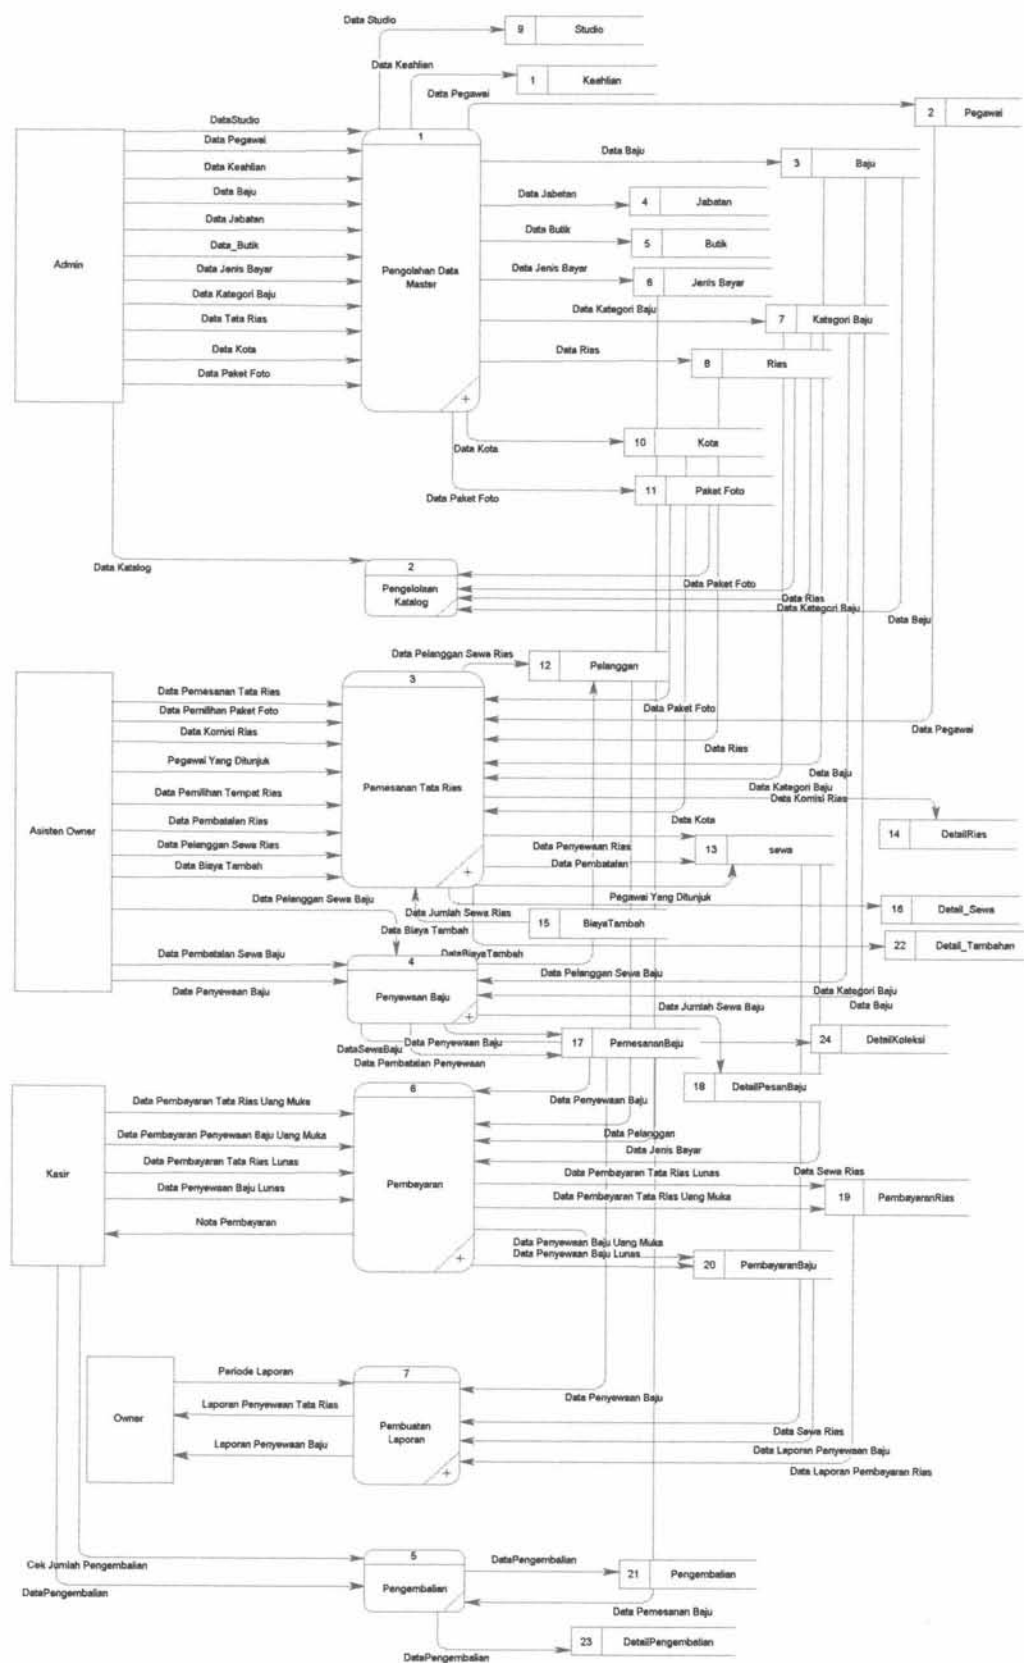 Data Studio
9 Studio
Data Keahlian
1 Keahlian
Data Pegawai
2 Pegawai
Admin
DataStudio
Data Pegawai
Data Keahlian
Data Baju
Data Jabatan
Data_Butik
Data Jenis Bayar
Data Kategori Baju
Data Tata Rias
Data Kota
Data Paket Foto
1
Pengolahan Data
Master
Data Baju
3 Baju
Data Jabatan
4 Jabatan
Data Butik
5 Butik
Data Jenis Bayar
6 Jenis Bayar
Data Kategori Baju
7 Kategori Baju
Data Rias
8 Rias
Data Kota
10 Kota
Data Paket Foto
11 Paket Foto
Data Katalog
2
Pengelolaan
Katalog
Data Paket Foto
Data Rias
Data Kategori Baju
Data Baju
Data Pelanggan Sewa Rias
12 Pelanggan
Asisten Owner
Data Pemesanan Tata Rias
Data Pemilihan Paket Foto
Data Komisi Rias
Pegawai Yang Ditunjuk
Data Pemilihan Tempat Rias
Data Pembatalan Rias
Data Pelanggan Sewa Rias
Data Biaya Tambah
3
Pemesanan Tata Rias
Data Paket Foto
Data Pegawai
Data Rias
Data Baju
Data Kategori Baju
Data Komisi Rias
Data Kota
14 DetailRias
Data Penyewaan Rias
13 sewa
Data Pembatalan
Pegawai Yang Ditunjuk
16 Detail_Sewa
Data Pelanggan Sewa Baju
Data Jumlah Sewa Rias
15 BiayaTambah
Data Biaya Tambah
22 Detail_Tambahan
DataBiayaTambah
Data Pembatalan Sewa Baju
Data Penyewaan Baju
4
Penyewaan Baju
Data Pelanggan Sewa Baju
Data Kategori Baju
Data Baju
Data Jumlah Sewa Baju
Data Penyewaan Baju
DataSewaBaju
Data Pembatalan Penyewaan
17 PemesananBaju
24 DetailKoleksi
18 DetailPesanBaju
Kasir
Data Pembayaran Tata Rias Uang Muka
Data Pembayaran Penyewaan Baju Uang Muka
Data Pembayaran Tata Rias Lunas
Data Penyewaan Baju Lunas
Nota Pembayaran
6
Pembayaran
Data Penyewaan Baju
Data Pelanggan
Data Jenis Bayar
Data Sewa Rias
Data Pembayaran Tata Rias Lunas
Data Pembayaran Tata Rias Uang Muka
19 PembayaranRias
Data Penyewaan Baju Uang Muka
Data Penyewaan Baju Lunas
20 PembayaranBaju
Owner
Periode Laporan
Laporan Penyewaan Tata Rias
Laporan Penyewaan Baju
7
Pembuatan
Laporan
Data Penyewaan Baju
Data Sewa Rias
Data Laporan Penyewaan Baju
Data Laporan Pembayaran Rias
Cek Jumlah Pengembalian
DataPengembalian
5
Pengembalian
DataPengembalian
21 Pengembalian
Data Pemesanan Baju
DataPengembalian
23 DetailPengembalian